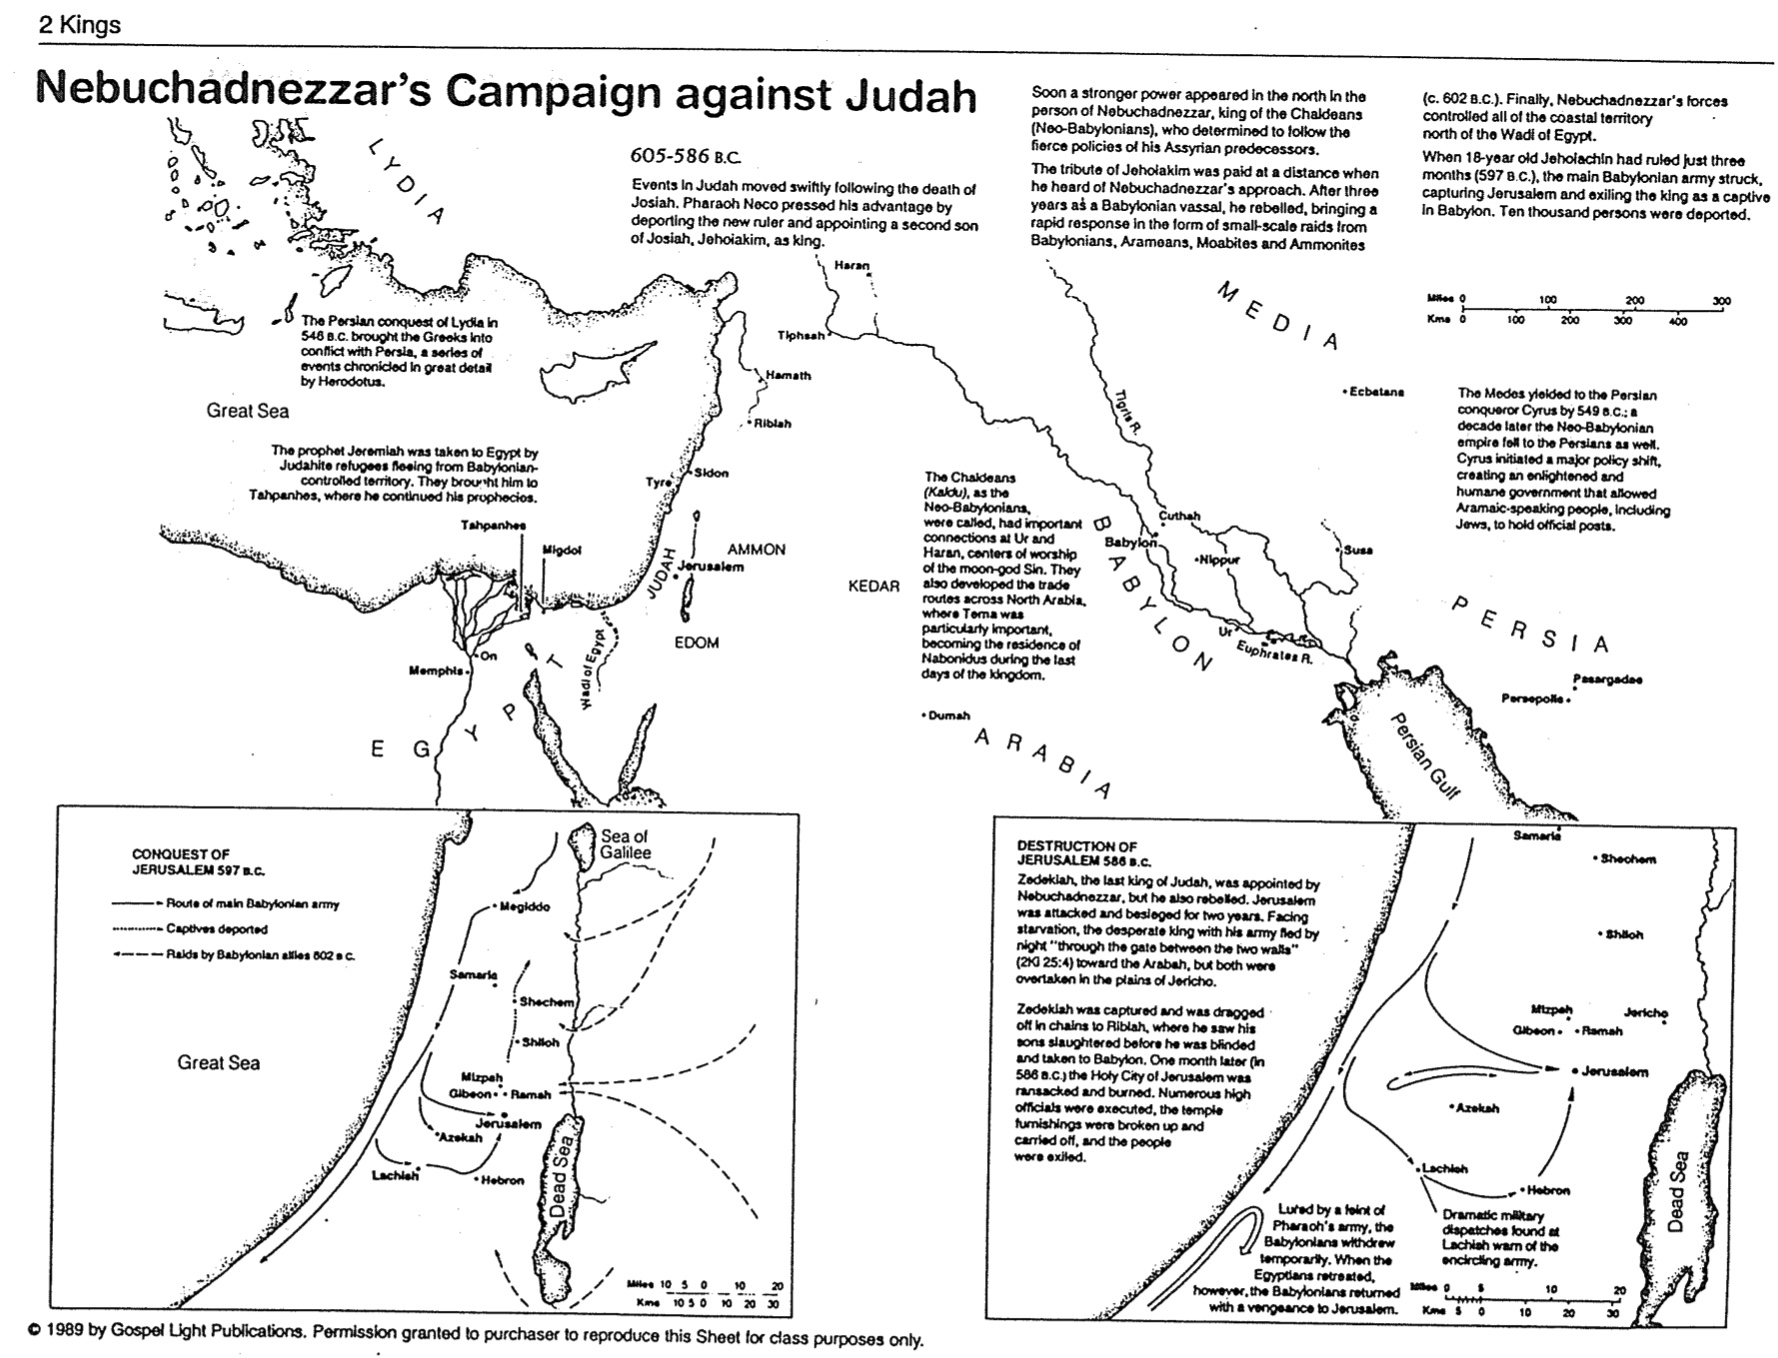 2 Kings
Nebuchadnezzar's Campaign against Judah
605-586 B.C.
Events in Judah moved swiftly following the death of
Josiah. Pharaoh Neco pressed his advantage by
deporting the new ruler and appointing a second son
of Josiah, Jehoiakim, as king.
Soon a stronger power appeared in the north in the
person of Nebuchadnezzar, king of the Chaldeans
(Neo-Babylonians), who determined to follow the
fierce policies of his Assyrian predecessors.
The tribute of Jehoiakim was paid at a distance when
he heard of Nebuchadnezzar's approach. After three
years as a Babylonian vassal, he rebelled, bringing a
rapid response in the form of small-scale raids from
Babylonians, Arameans, Moabites and Ammonites
(c. 602 B.C.). Finally, Nebuchadnezzar's forces
controlled all of the coastal territory
north of the Wadi of Egypt.
When 18-year old Jehoiachin had ruled just three
months (597 B.C.), the main Babylonian army struck,
capturing Jerusalem and exiling the king as a captive
in Babylon. Ten thousand persons were deported.
LYDIA
Haran
MEDIA
Miles 0 100 200 300
Kms 0 100 200 300 400
The Persian conquest of Lydia in
546 B.C. brought the Greeks into
conflict with Persia, a series of
events chronicled in great detail
by Herodotus.
Tiphsah
Hamath
Riblah
Tigris R.
Ecbatana
The Medes yielded to the Persian
conqueror Cyrus by 549 B.C.; a
decade later the Neo-Babylonian
empire fell to the Persians as well.
Cyrus initiated a major policy shift,
creating an enlightened and
humane government that allowed
Aramaic-speaking people, including
Jews, to hold official posts.
Great Sea
The prophet Jeremiah was taken to Egypt by
Judahite refugees fleeing from Babylonian-
controlled territory. They brought him to
Tahpanhes, where he continued his prophecies.
Sidon
Tyre
The Chaldeans
(Kaldu), as the
Neo-Babylonians,
were called, had important
connections at Ur and
Haran, centers of worship
of the moon-god Sin. They
also developed the trade
routes across North Arabia,
where Tema was
particularly important,
becoming the residence of
Nabonidus during the last
days of the kingdom.
Tahpanhes
Migdol
JUDAH
AMMON
Jerusalem
KEDAR
EDOM
BABYLON
Cuthah
Babylon
Nippur
Susa
Ur
Euphrates R.
PERSIA
Pasargadae
Persepolis
On
Memphis
Wadi of Egypt
EGYPT
Dumah
ARABIA
Persian Gulf
CONQUEST OF
JERUSALEM 597 B.C.
Route of main Babylonian army
Captives deported
Raids by Babylonian allies 602 B.C.
Sea of
Galilee
Megiddo
Samaria
Shechem
Shiloh
Great Sea
Mizpah
Gibeon
Ramah
Jerusalem
Azekah
Lachish
Hebron
Dead Sea
Miles 10 5 0 10 20
Kms 10 5 0 10 20 30
DESTRUCTION OF
JERUSALEM 586 B.C.
Zedekiah, the last king of Judah, was appointed by
Nebuchadnezzar, but he also rebelled. Jerusalem
was attacked and besieged for two years. Facing
starvation, the desperate king with his army fled by
night "through the gate between the two walls"
(2Ki 25:4) toward the Arabah, but both were
overtaken in the plains of Jericho.
Zedekiah was captured and was dragged
off in chains to Riblah, where he saw his
sons slaughtered before he was blinded
and taken to Babylon. One month later (in
586 B.C.) the Holy City of Jerusalem was
ransacked and burned. Numerous high
officials were executed, the temple
furnishings were broken up and
carried off, and the people
were exiled.
Samaria
Shechem
Shiloh
Mizpah
Jericho
Gibeon
Ramah
Jerusalem
Azekah
Lachish
Hebron
Dead Sea
Lured by a feint of
Pharaoh's army, the
Babylonians withdrew
temporarily. When the
Egyptians retreated,
however, the Babylonians returned
with a vengeance to Jerusalem.
Dramatic military
dispatches found at
Lachish warn of the
encircling army.
Miles 0 5 10 20
Kms 5 0 10 20 30
© 1989 by Gospel Light Publications. Permission granted to purchaser to reproduce this Sheet for class purposes only.